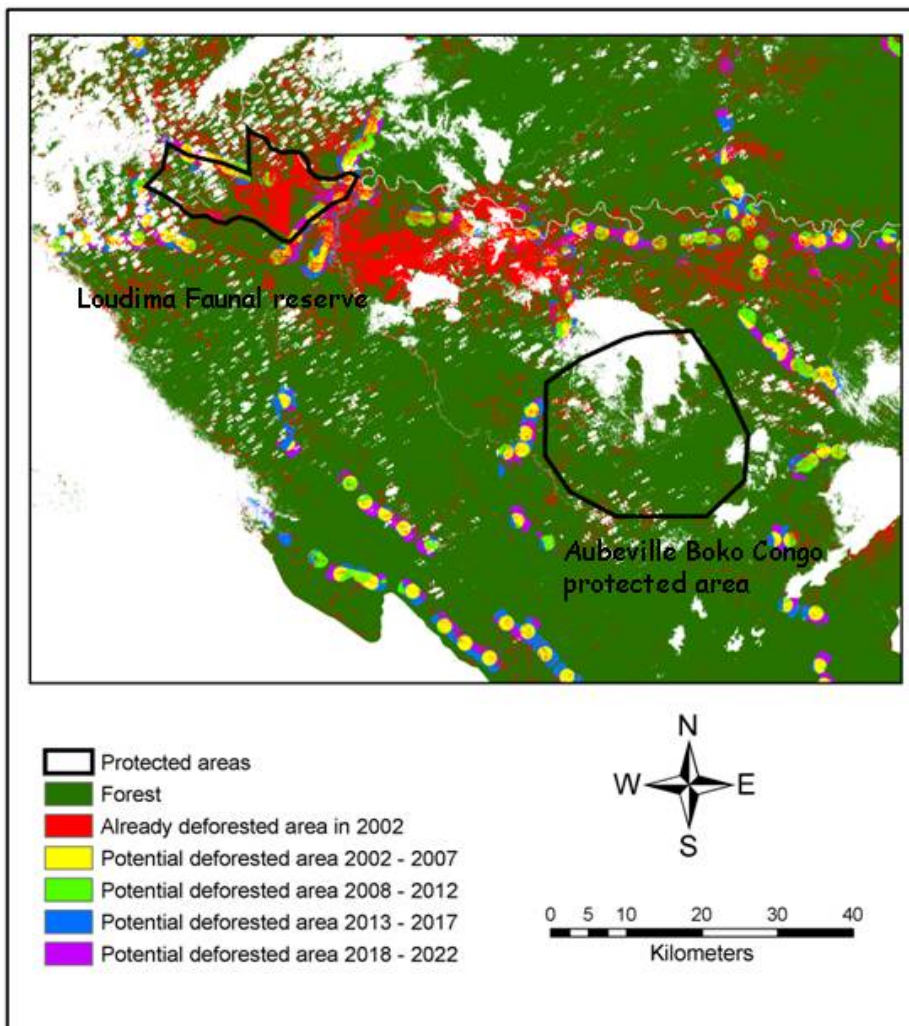 Loudima Faunal reserve
Aubeville Boko Congo
protected area
Protected areas
Forest
Already deforested area in 2002
Potential deforested area 2002 - 2007
Potential deforested area 2008 - 2012
Potential deforested area 2013 - 2017
Potential deforested area 2018 - 2022
N
W E
S
0 5 10 20 30 40
Kilometers